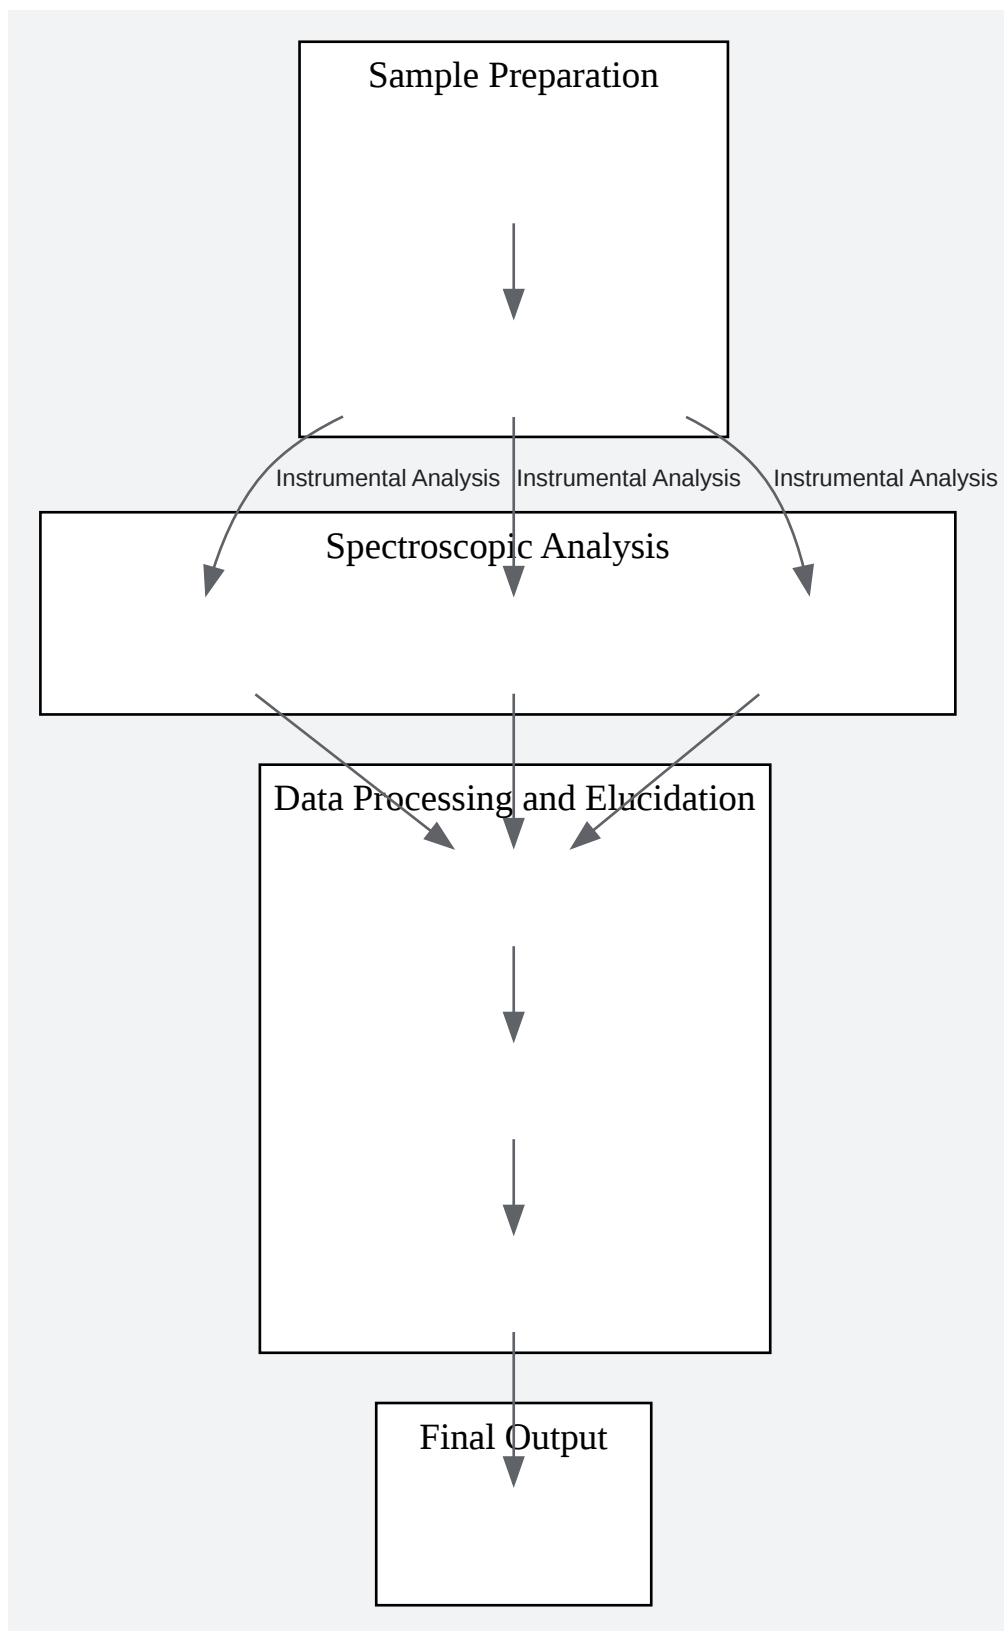 Sample Preparation
Instrumental Analysis
Instrumental Analysis
Instrumental Analysis
Spectroscopic Analysis
Data Processing and Elucidation
Final Output